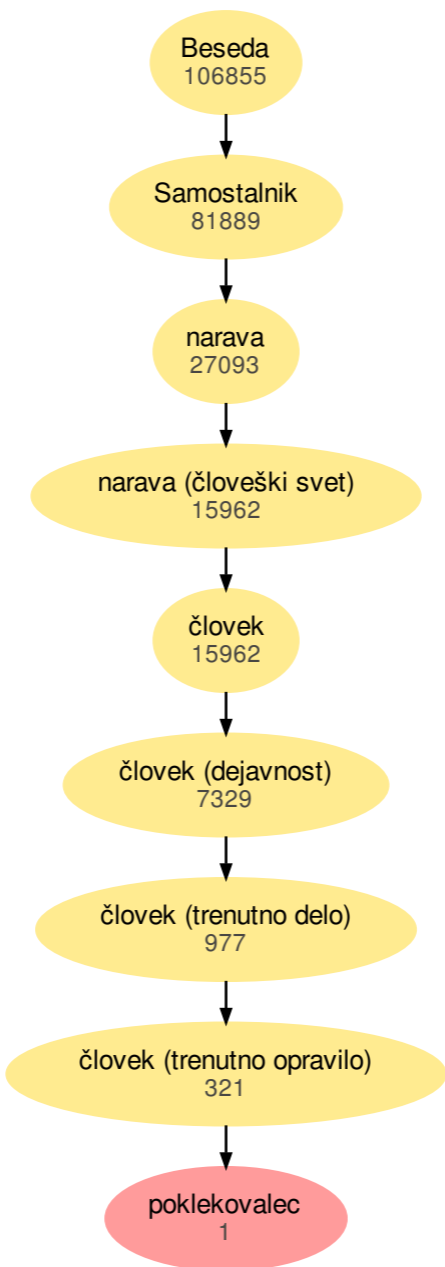 Beseda
106855
Samostalnik
81889
narava
27093
narava (človeški svet)
15962
človek
15962
človek (dejavnost)
7329
človek (trenutno delo)
977
človek (trenutno opravilo)
321
poklekovalec
1